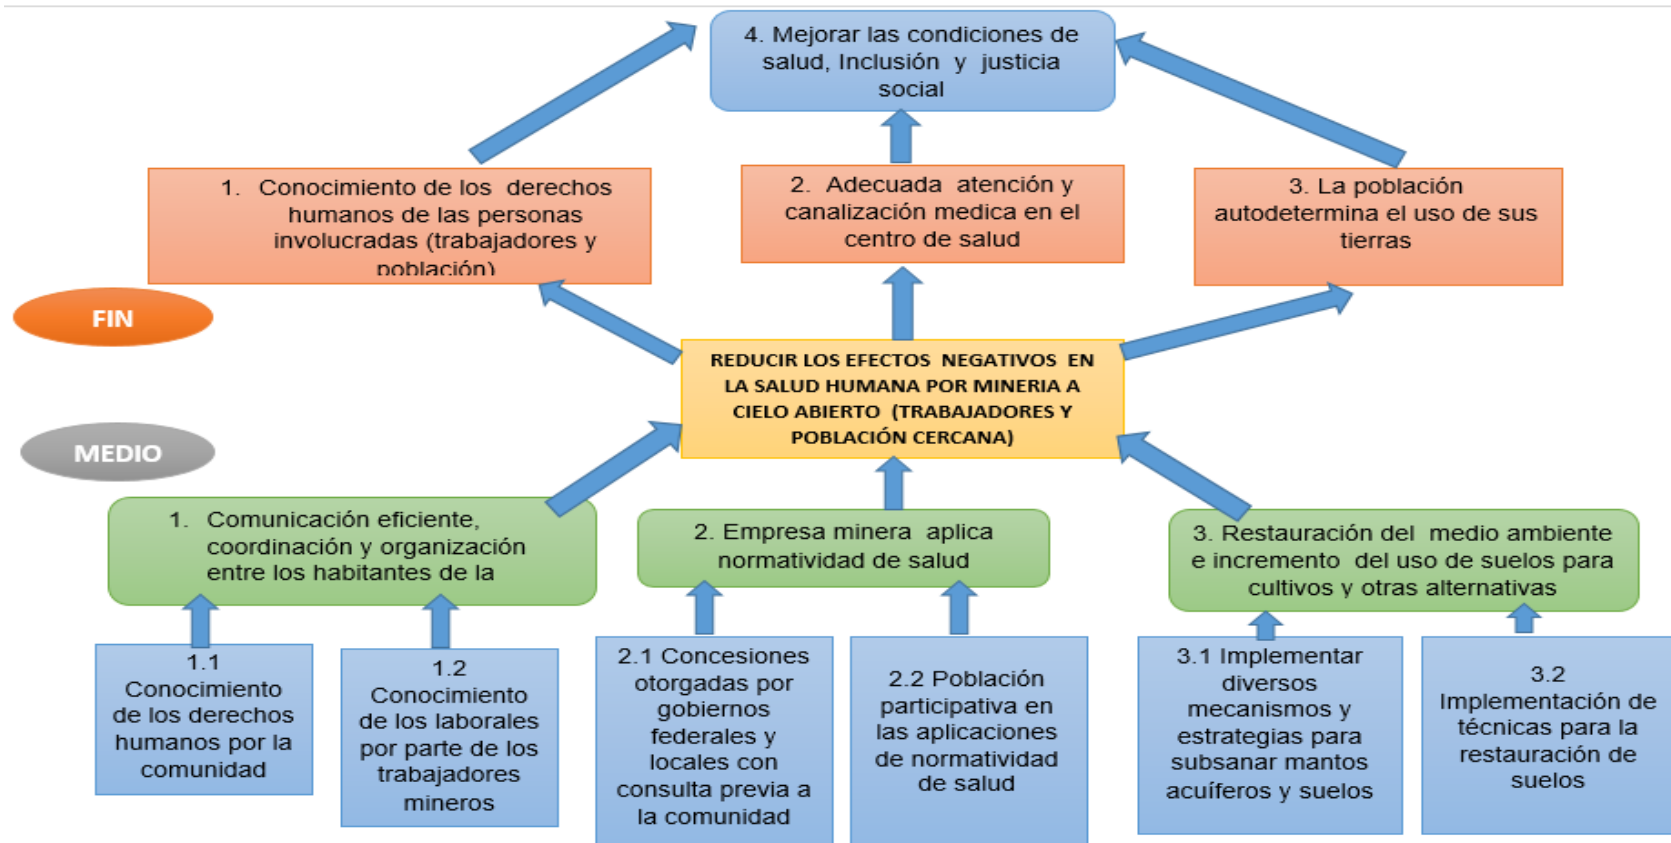 4. Mejorar las condiciones de
salud, Inclusión y justicia
social
1. Conocimiento de los derechos
humanos de las personas
involucradas (trabajadores y
población)
2. Adecuada atención y
canalización medica en el
centro de salud
3. La población
autodetermina el uso de sus
tierras
FIN
REDUCIR LOS EFECTOS NEGATIVOS EN
LA SALUD HUMANA POR MINERIA A
CIELO ABIERTO (TRABAJADORES Y
POBLACIÓN CERCANA)
MEDIO
1. Comunicación eficiente,
coordinación y organización
entre los habitantes de la
2. Empresa minera aplica
normatividad de salud
3. Restauración del medio ambiente
e incremento del uso de suelos para
cultivos y otras alternativas
1.1
Conocimiento
de los derechos
humanos por la
comunidad
1.2
Conocimiento
de los laborales
por parte de los
trabajadores
mineros
2.1 Concesiones
otorgadas por
gobiernos
federales y
locales con
consulta previa a
la comunidad
2.2 Población
participativa en
las aplicaciones
de normatividad
de salud
3.1 Implementar
diversos
mecanismos y
estrategias para
subsanar mantos
acuíferos y suelos
3.2
Implementación de
técnicas para la
restauración de
suelos